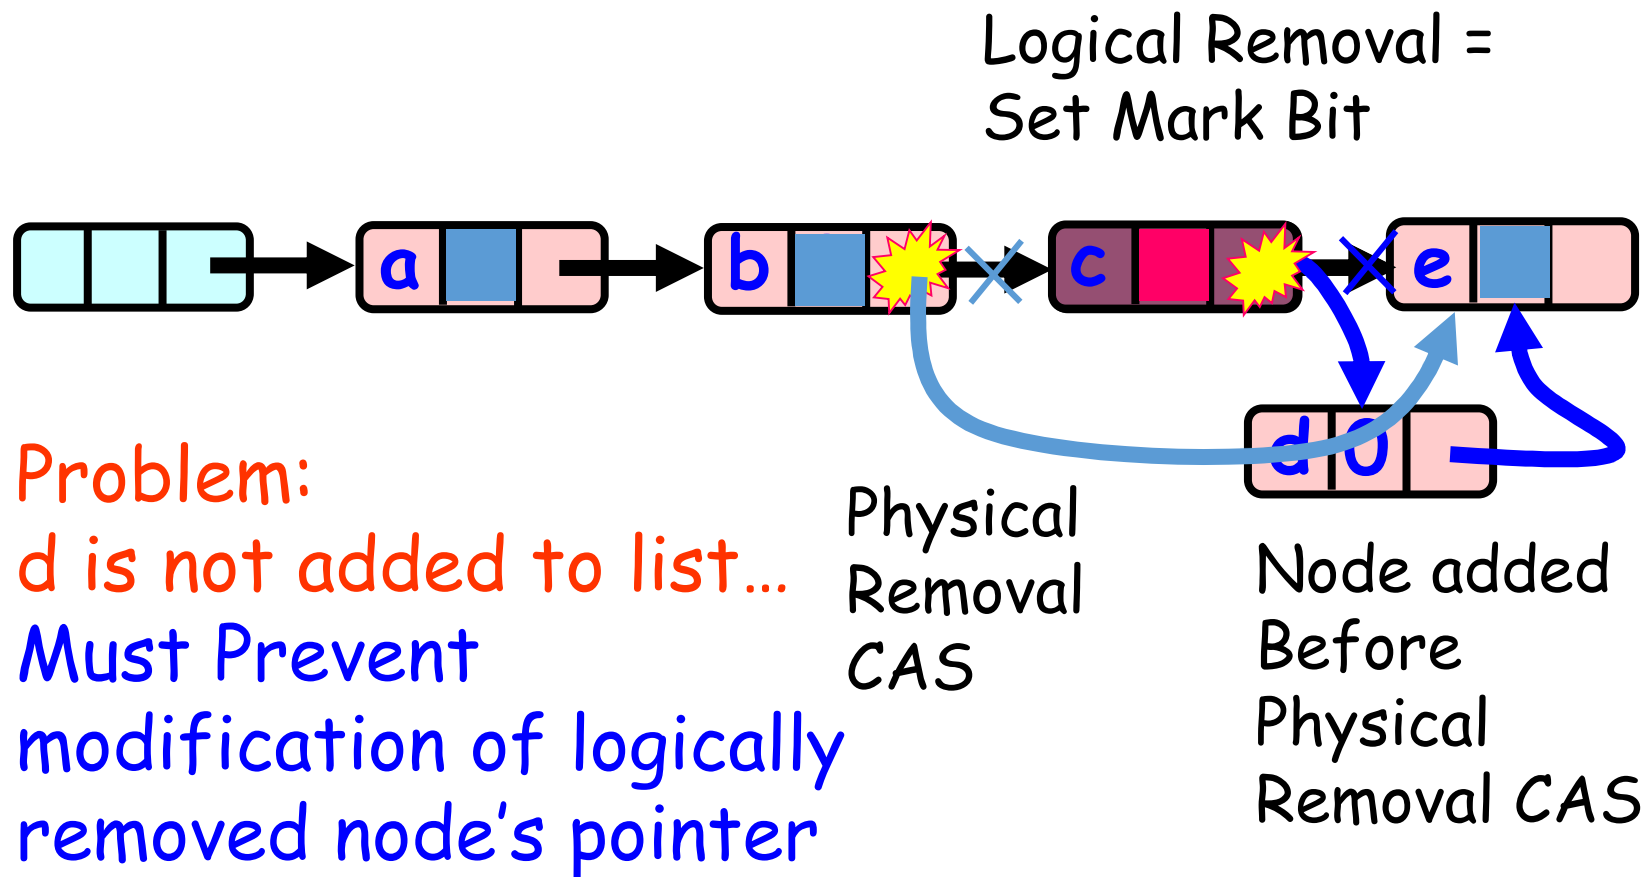 Logical Removal =
Set Mark Bit
a
b
c
e
d 0
Problem:
d is not added to list…
Must Prevent
modification of logically
removed node’s pointer
Physical
Removal
CAS
Node added
Before
Physical
Removal CAS